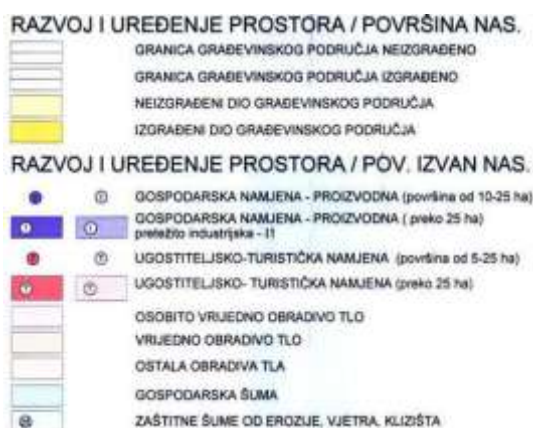 RAZVOJ I UREĐENJE PROSTORA / POVRŠINA NAS.
GRANICA GRAĐEVINSKOG PODRUČJA NEIZGRAĐENO
GRANICA GRAĐEVINSKOG PODRUČJA IZGRAĐENO
NEIZGRAĐENI DIO GRAĐEVINSKOG PODRUČJA
IZGRAĐENI DIO GRAĐEVINSKOG PODRUČJA
RAZVOJ I UREĐENJE PROSTORA / POV. IZVAN NAS.
GOSPODARSKA NAMJENA - PROIZVODNA (površina od 10-25 ha)
GOSPODARSKA NAMJENA - PROIZVODNA ( preko 25 ha)
pretežito industrijska - I1
UGOSTITELJSKO-TURISTIČKA NAMJENA (površina od 5-25 ha)
UGOSTITELJSKO- TURISTIČKA NAMJENA (preko 25 ha)
OSOBITO VRIJEDNO OBRADIVO TLO
VRIJEDNO OBRADIVO TLO
OSTALA OBRADIVA TLA
GOSPODARSKA ŠUMA
ZAŠTITNE ŠUME OD EROZIJE, VJETRA, KLIZIŠTA